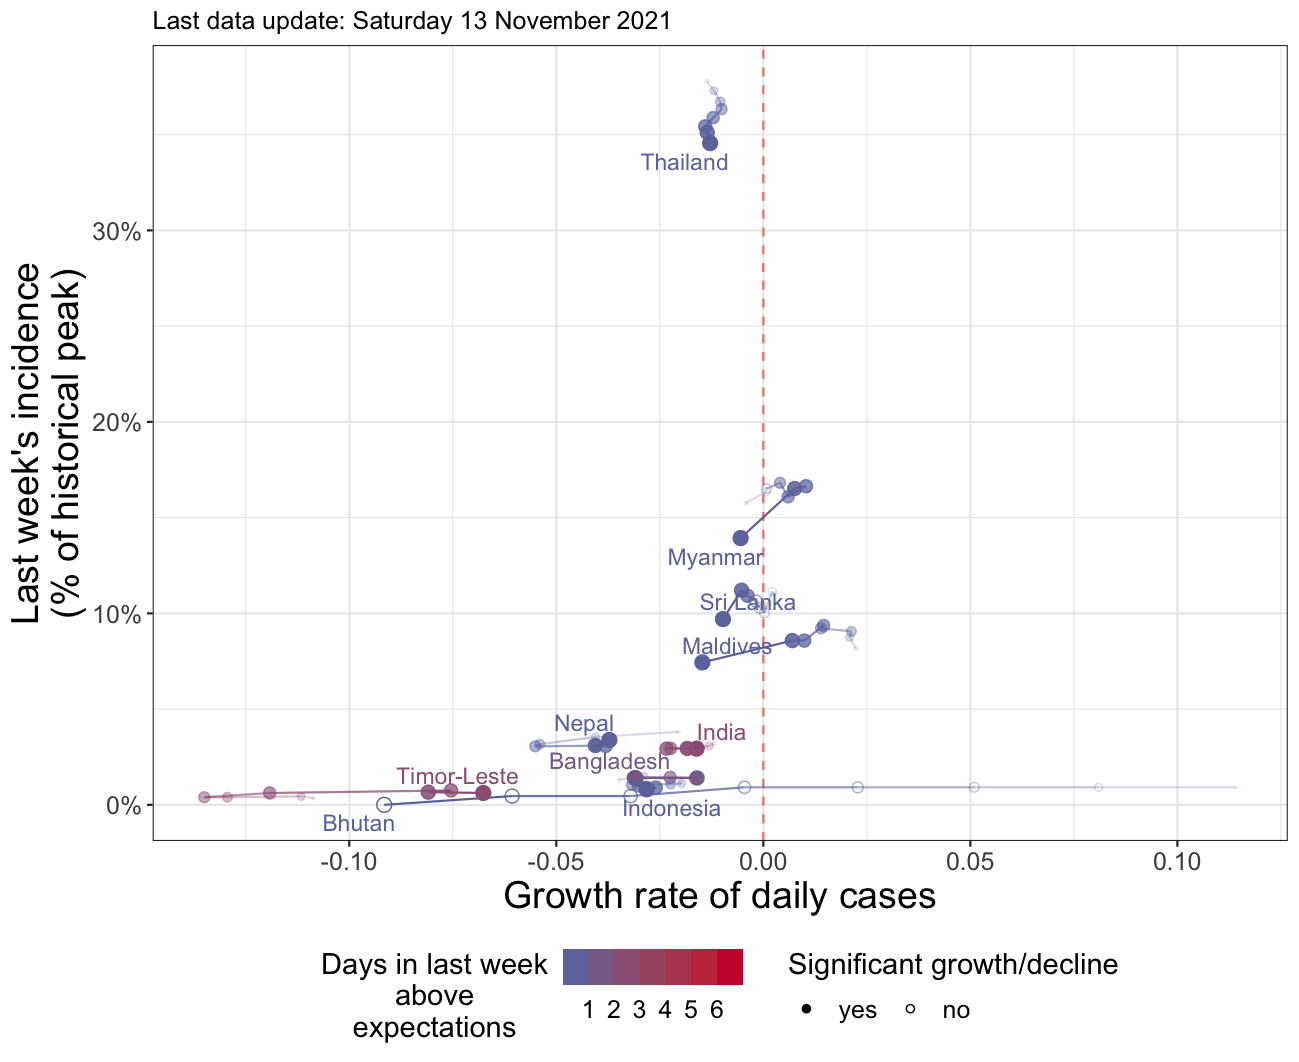 Last data update: Saturday 13 November 2021
Last week's incidence
(% of historical peak)
30%
20%
10%
0%
Thailand
Myanmar
Sri Lanka
Maldives
Nepal
India
Bangladesh
Timor-Leste
Indonesia
Bhutan
-0.10
-0.05
0.00
0.05
0.10
Growth rate of daily cases
Days in last week
above
expectations
1 2 3 4 5 6
Significant growth/decline
yes
no